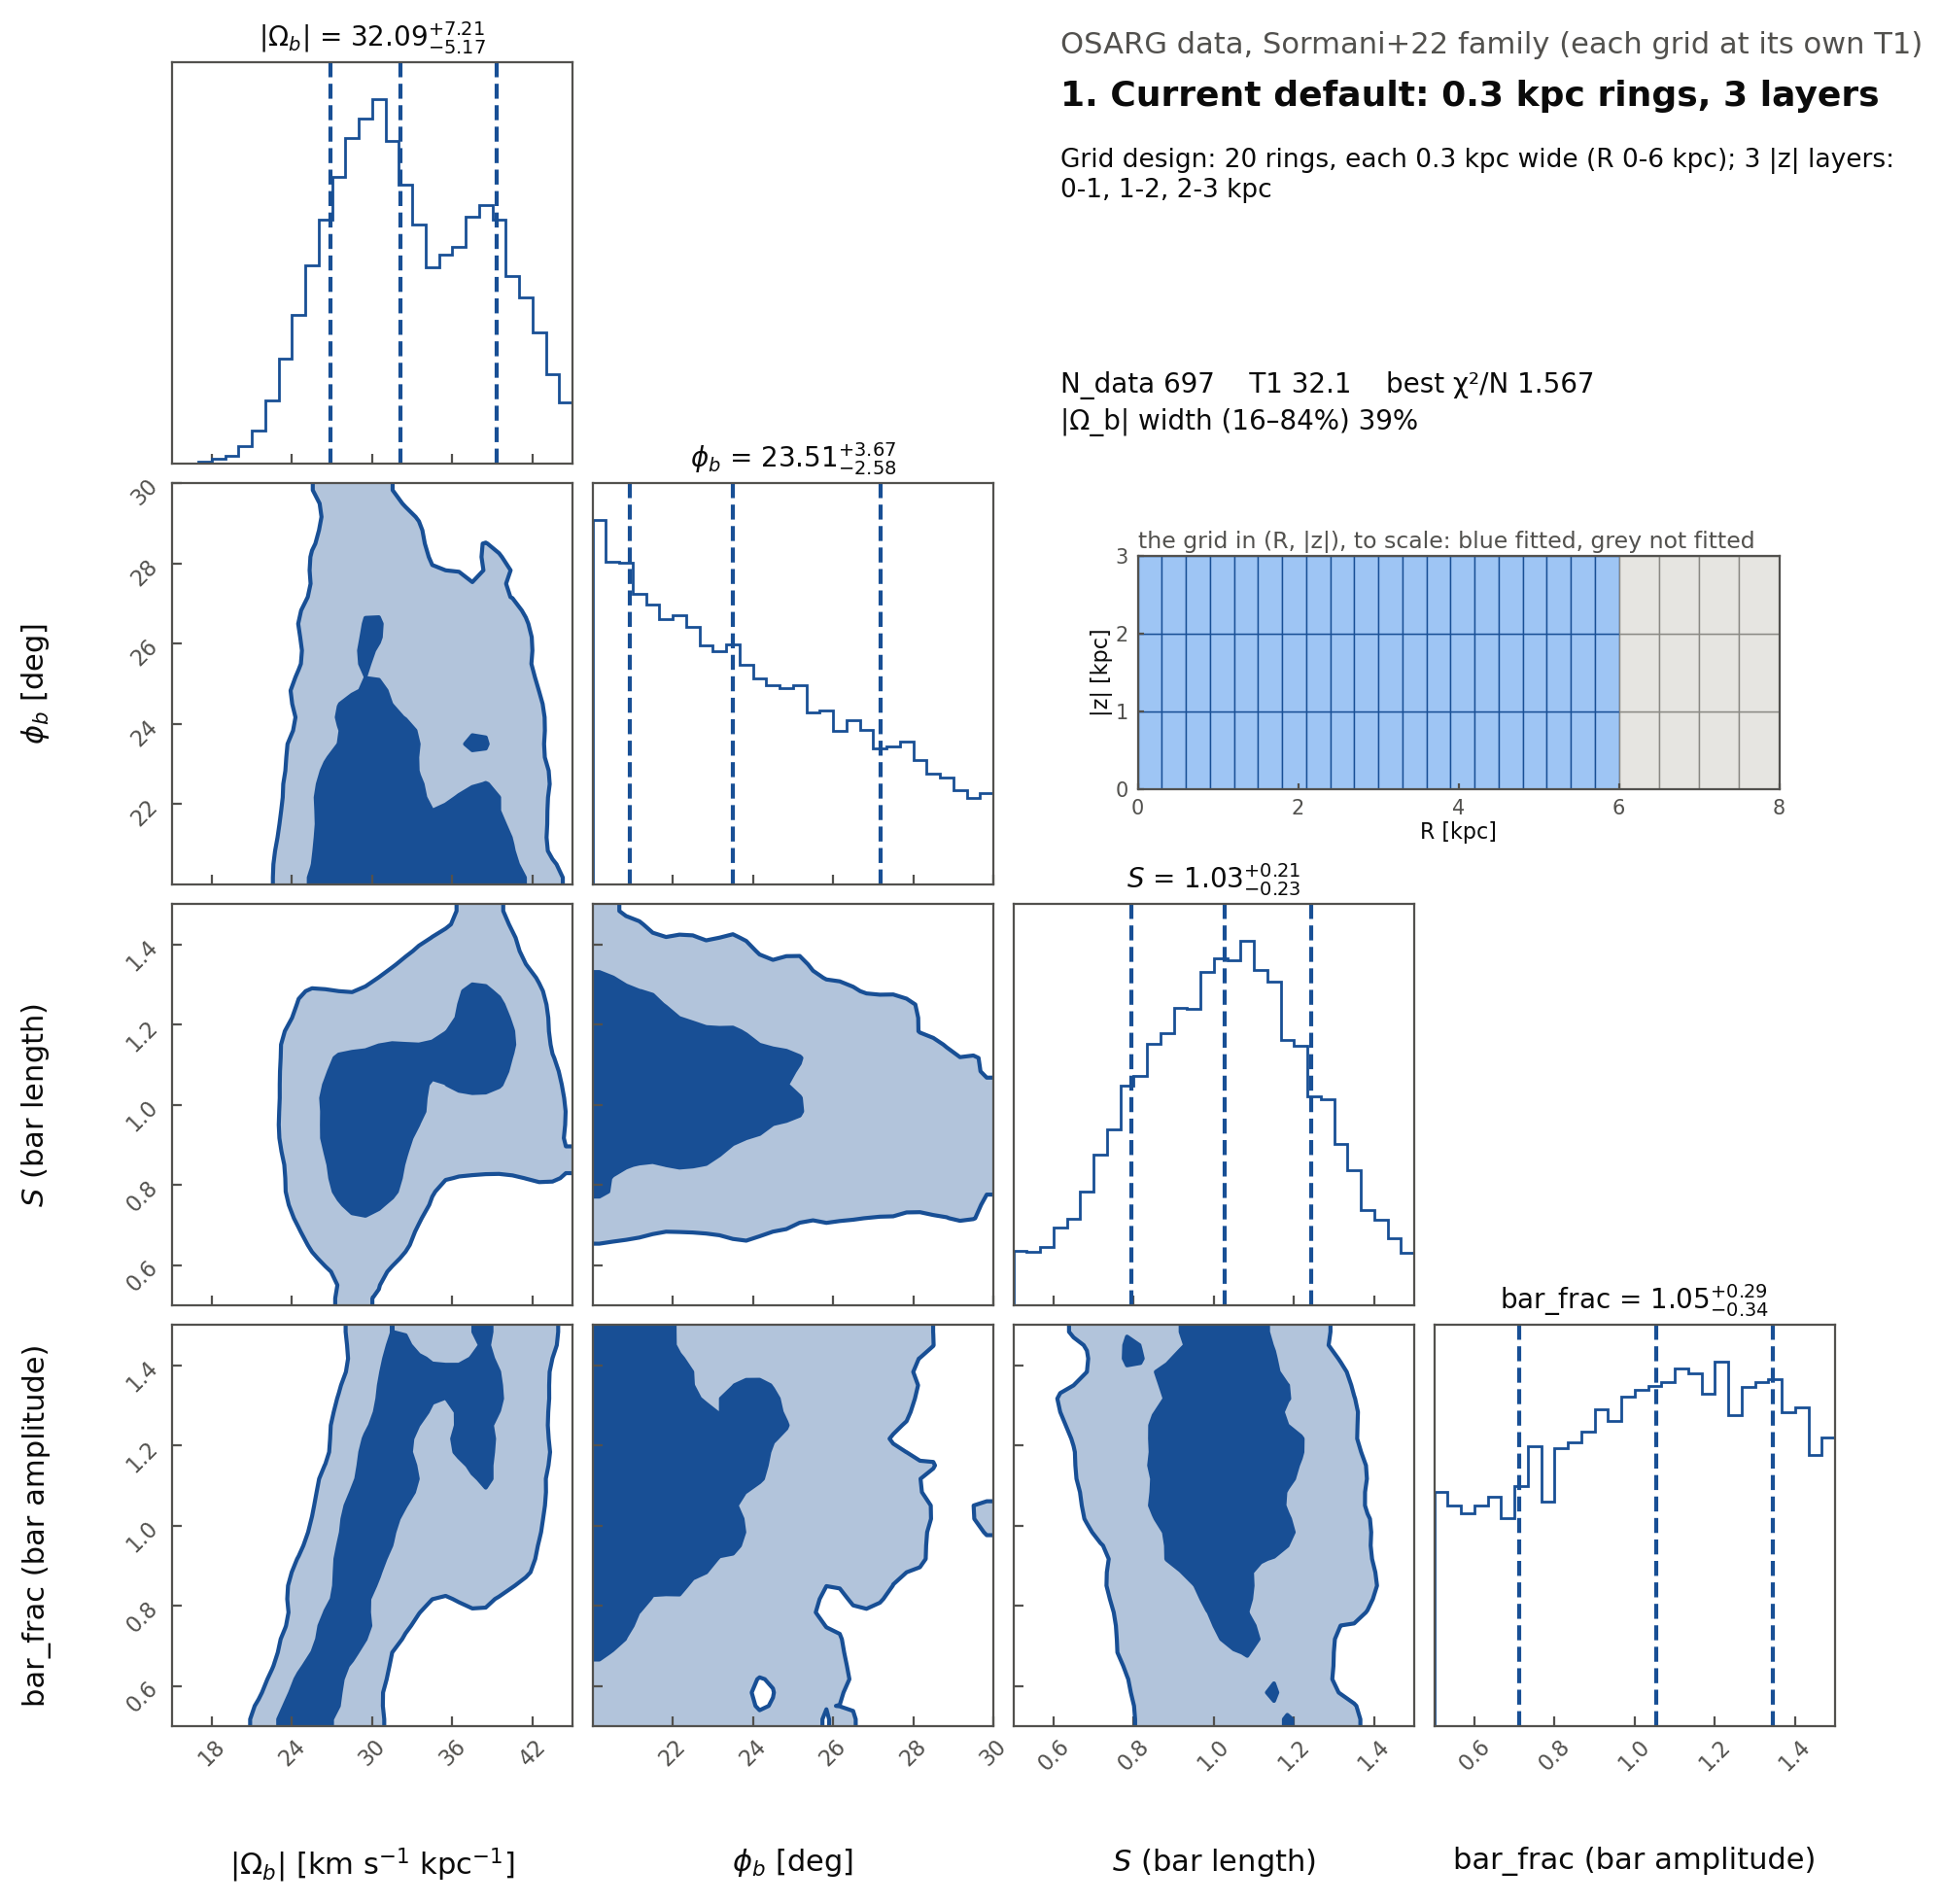 |Ω_b| = 32.09^{+7.21}_{−5.17}
OSARG data, Sormani+22 family (each grid at its own T1)
1. Current default: 0.3 kpc rings, 3 layers
Grid design: 20 rings, each 0.3 kpc wide (R 0-6 kpc); 3 |z| layers:
0-1, 1-2, 2-3 kpc
N_data 697 T1 32.1 best χ²/N 1.567
|Ω_b| width (16–84%) 39%
ϕ_b = 23.51^{+3.67}_{−2.58}
ϕ_b [deg]
30
28
26
24
22
the grid in (R, |z|), to scale: blue fitted, grey not fitted
|z| [kpc]
3
2
1
0
0 2 4 6 8
R [kpc]
S = 1.03^{+0.21}_{−0.23}
S (bar length)
1.4
1.2
1.0
0.8
0.6
bar_frac = 1.05^{+0.29}_{−0.34}
bar_frac (bar amplitude)
1.4
1.2
1.0
0.8
0.6
18 24 30 36 42
22 24 26 28 30
0.6 0.8 1.0 1.2 1.4
0.6 0.8 1.0 1.2 1.4
|Ω_b| [km s⁻¹ kpc⁻¹]
ϕ_b [deg]
S (bar length)
bar_frac (bar amplitude)